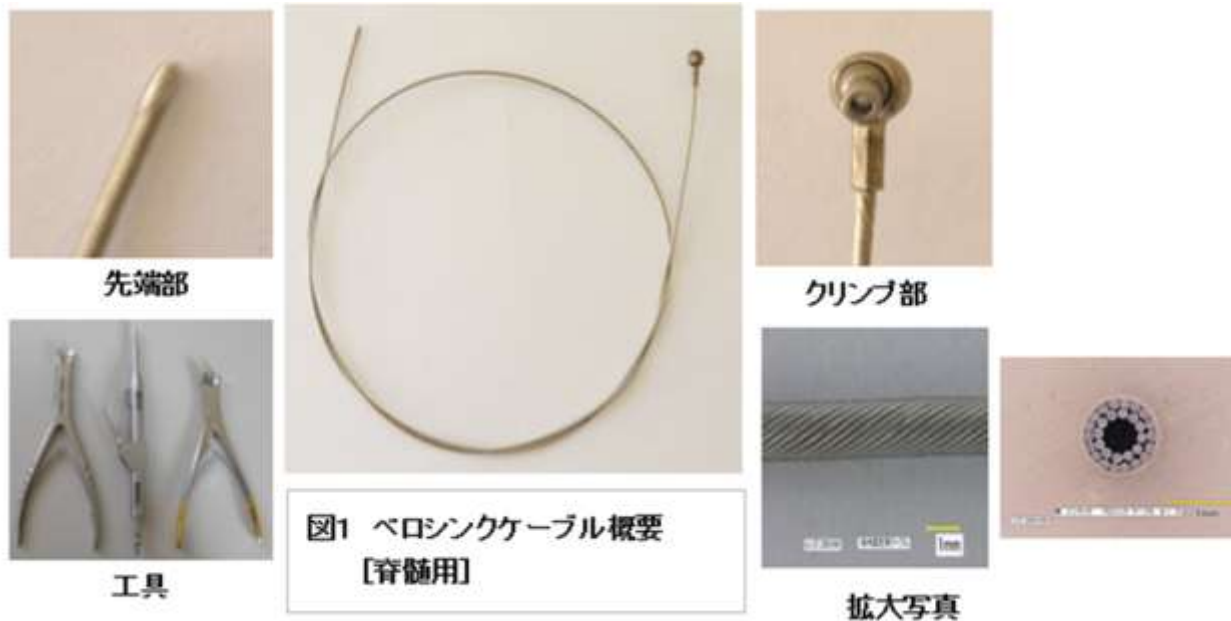 先端部
クリンプ部
工具
図1 ベロシンクケーブル概要
[脊髄用]
1mm
拡大写真